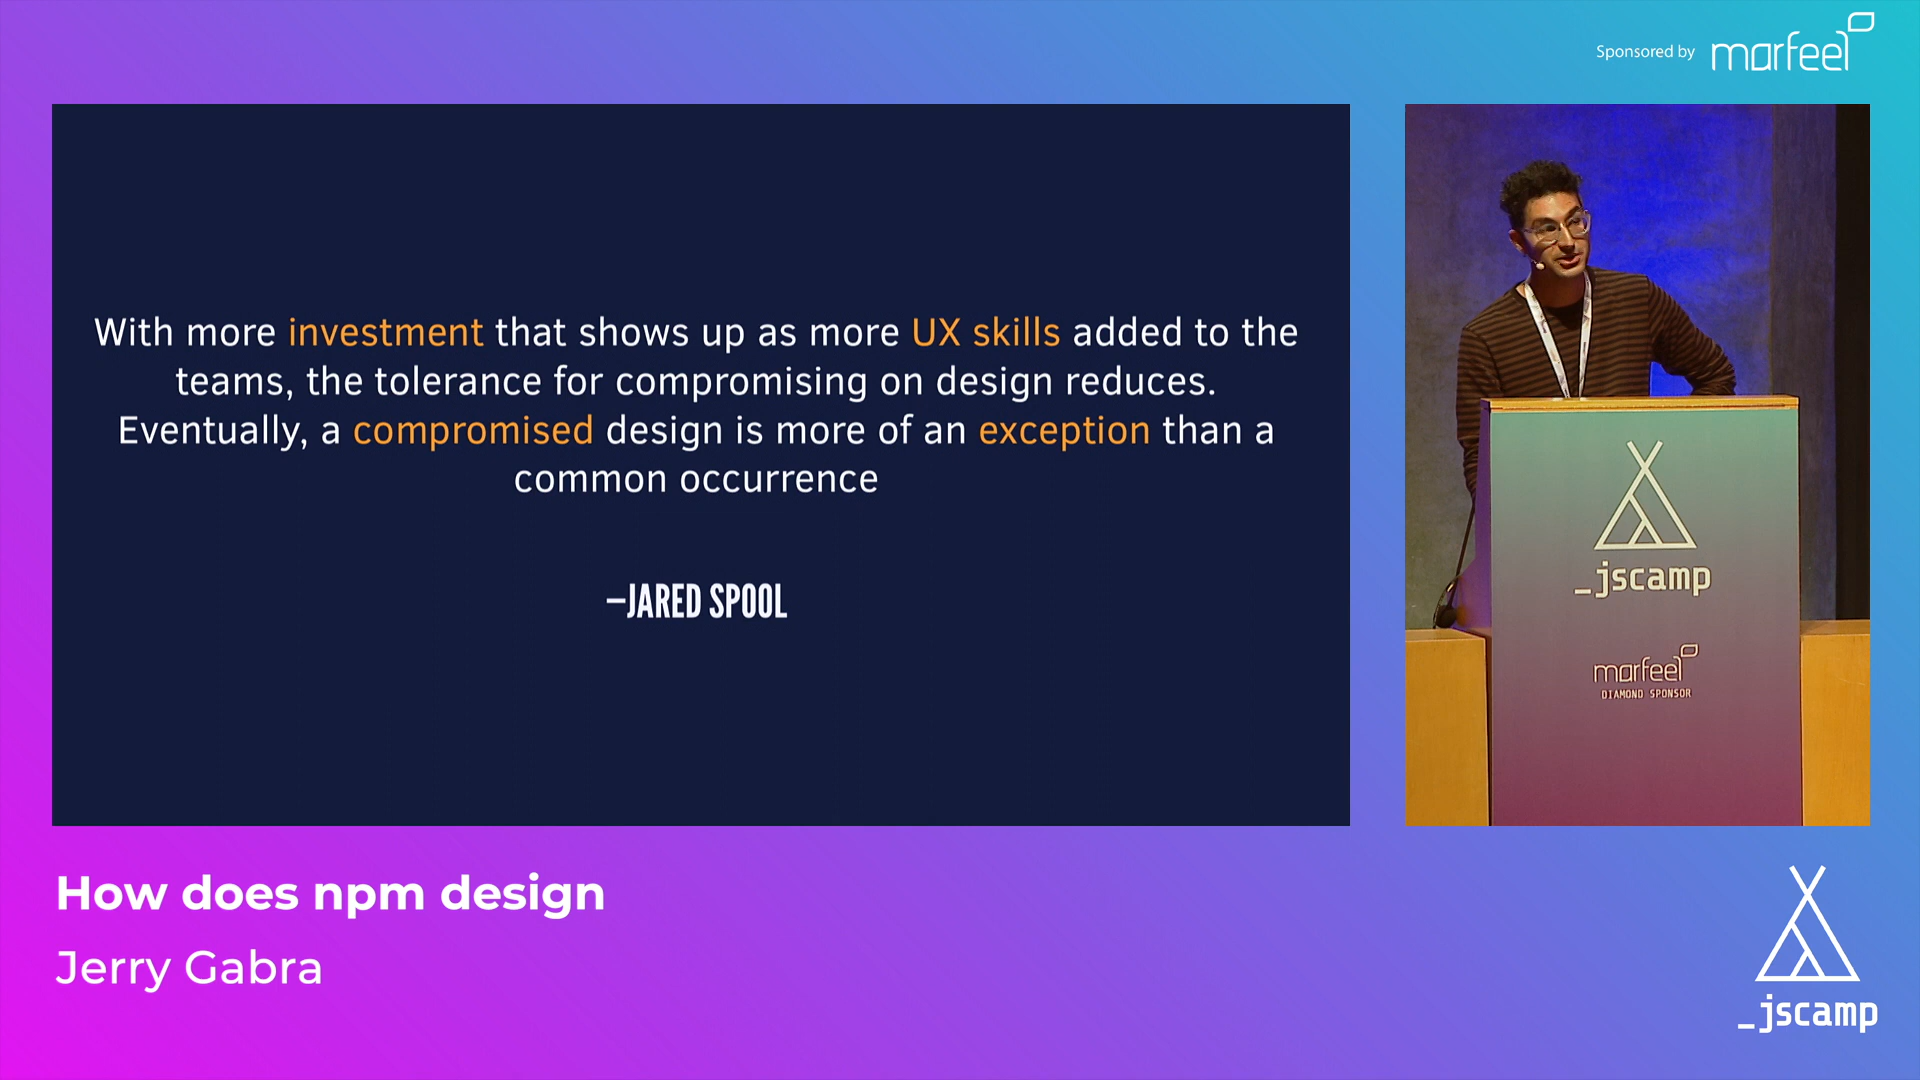 Sponsored by marfeel
With more investment that shows up as more UX skills added to the
teams, the tolerance for compromising on design reduces.
Eventually, a compromised design is more of an exception than a
common occurrence
–JARED SPOOL
_jscamp
marfeel
DIAMOND SPONSOR
How does npm design
Jerry Gabra
_jscamp